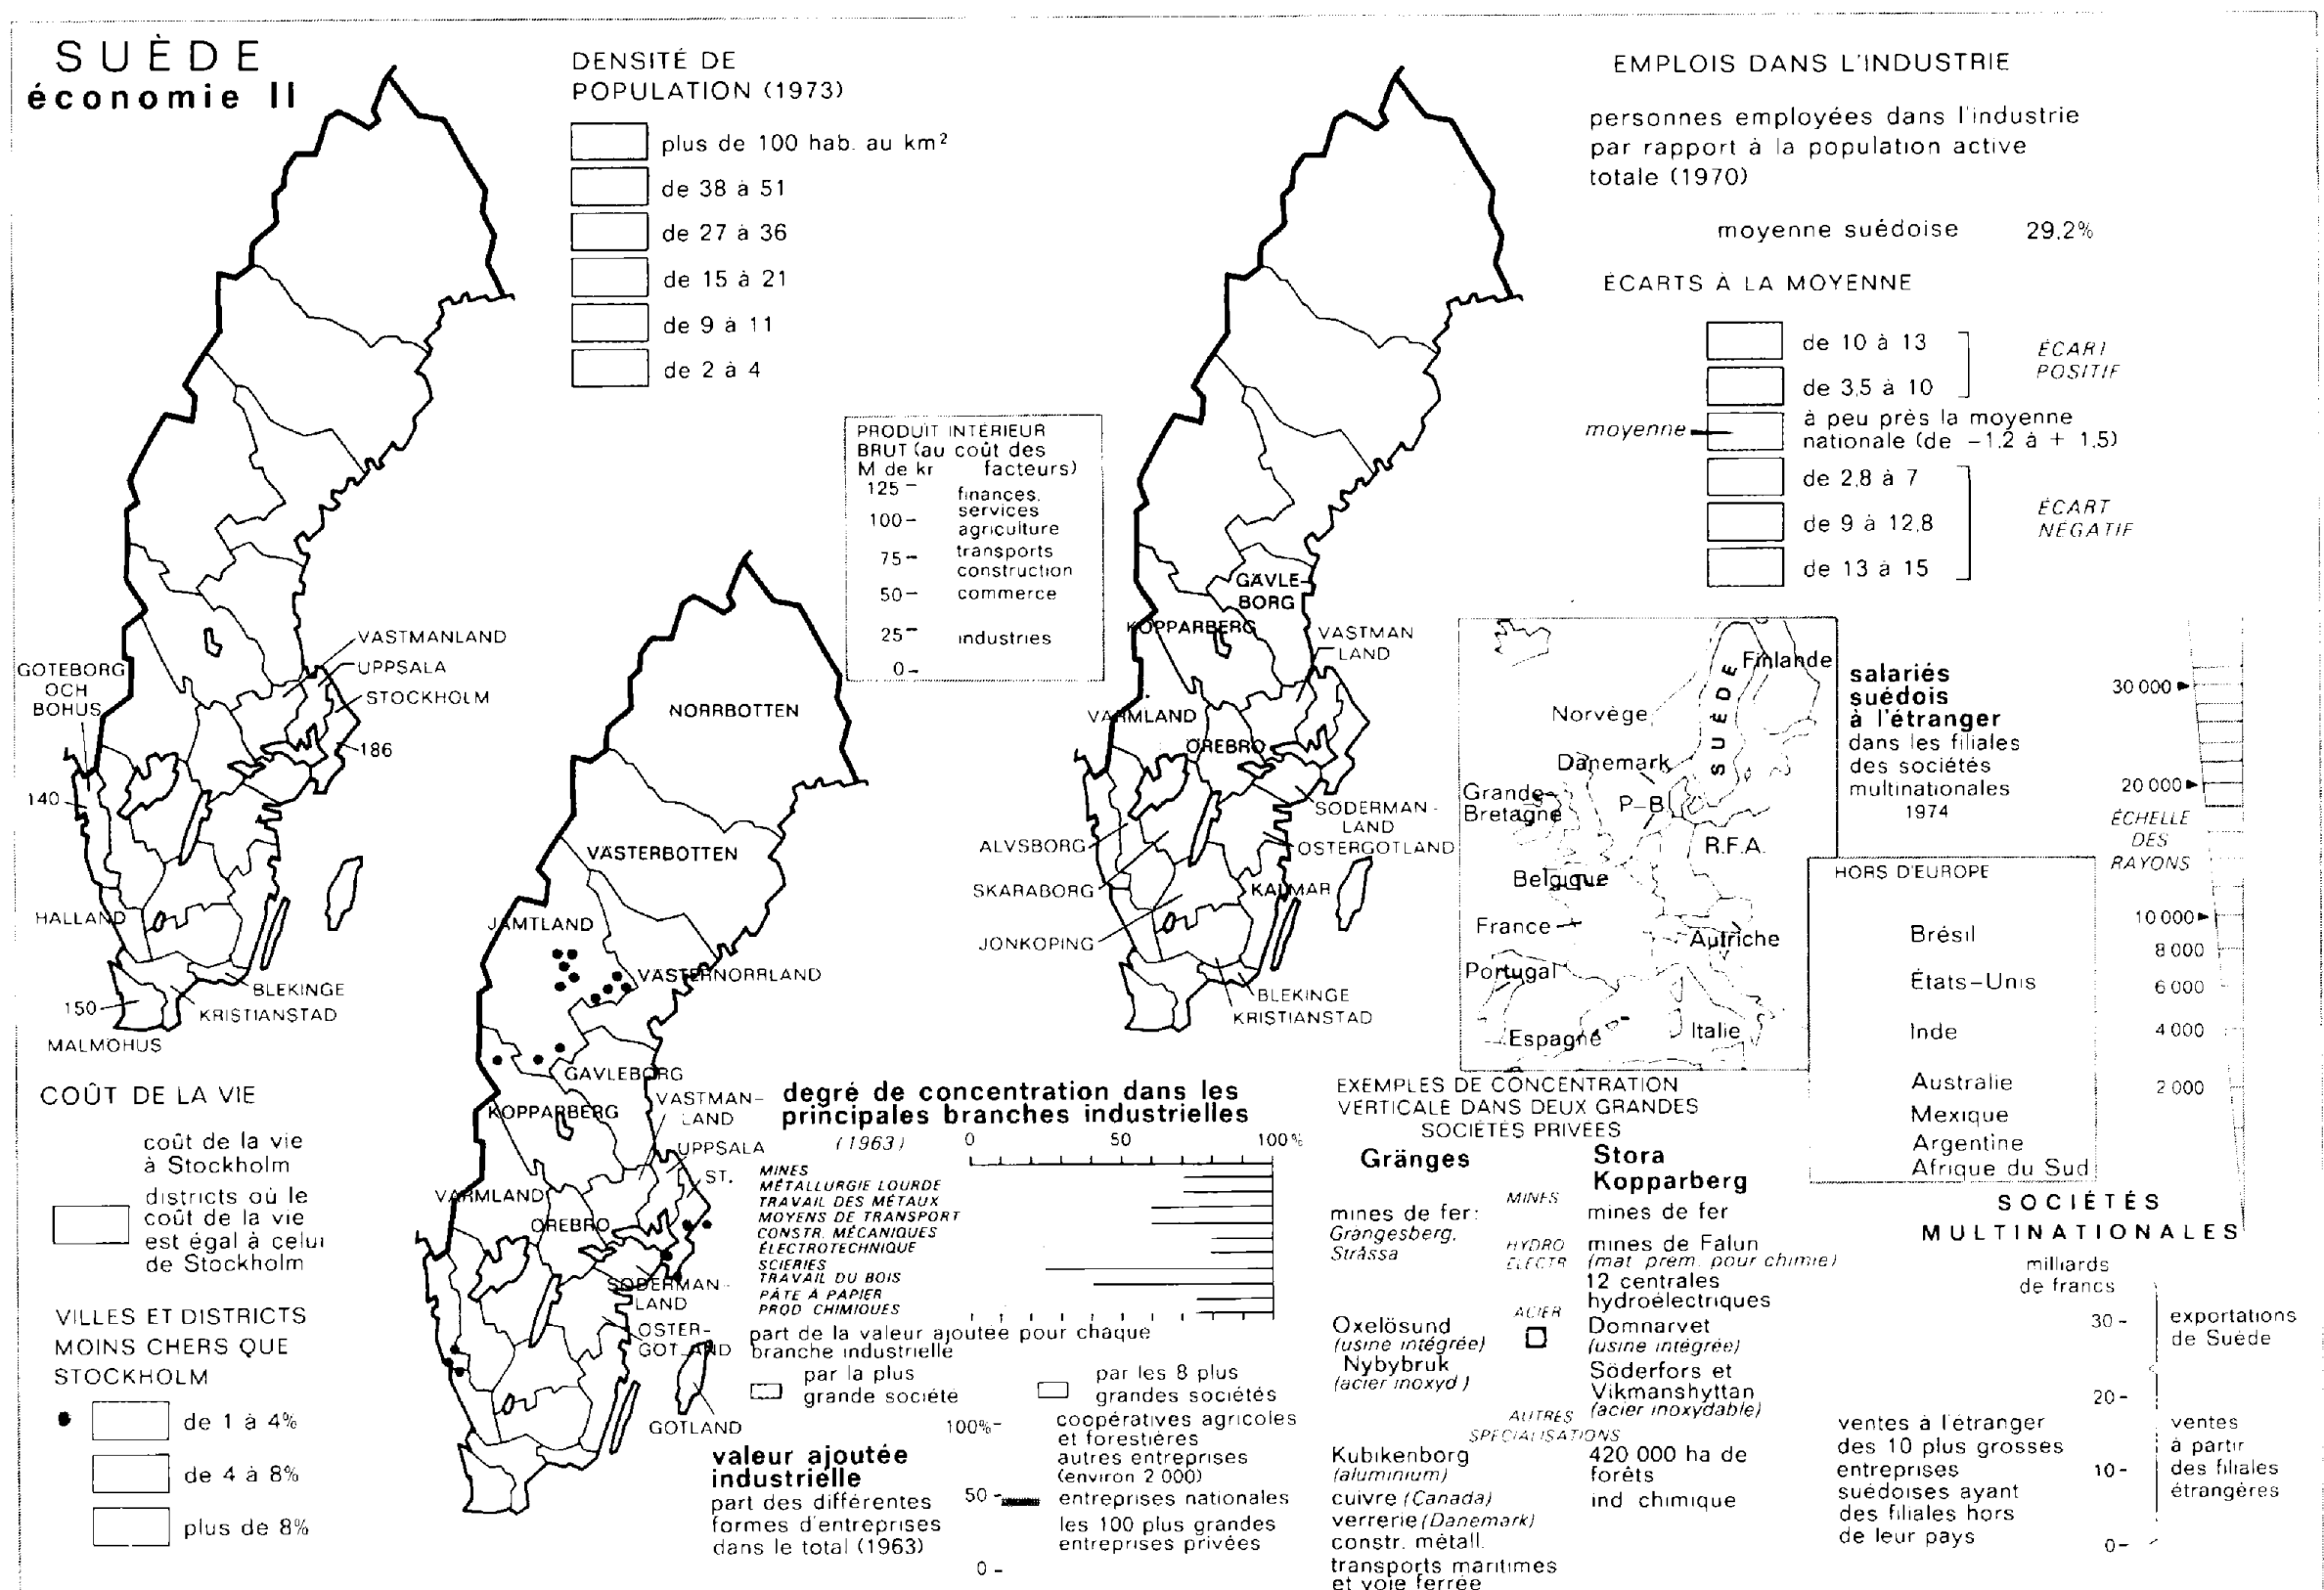 SUÈDE
économie II
DENSITÉ DE
POPULATION (1973)
plus de 100 hab. au km²
de 38 à 51
de 27 à 36
de 15 à 21
de 9 à 11
de 2 à 4
VASTMANLAND
UPPSALA
STOCKHOLM
186
GOTEBORG
OCH
BOHUS
140
HALLAND
150
MALMOHUS
BLEKINGE
KRISTIANSTAD
PRODUIT INTÉRIEUR
BRUT (au coût des
M de kr facteurs)
125
finances,
services
100
agriculture
75
transports
construction
50
commerce
25
industries
0
EMPLOIS DANS L'INDUSTRIE
personnes employées dans l'industrie
par rapport à la population active
totale (1970)
moyenne suédoise 29,2%
ÉCARTS À LA MOYENNE
de 10 à 13
de 3,5 à 10
ÉCART
POSITIF
moyenne
à peu près la moyenne
nationale (de −1,2 à + 1,5)
de 2,8 à 7
de 9 à 12,8
de 13 à 15
ÉCART
NÉGATIF
GÄVLE-
BORG
KOPPARBERG
VASTMAN
LAND
VARMLAND
ÖREBRO
SODERMAN-
LAND
OSTERGOTLAND
ALVSBORG
SKARABORG
KALMAR
JONKOPING
BLEKINGE
KRISTIANSTAD
NORRBOTTEN
VÄSTERBOTTEN
JAMTLAND
VASTERNORRLAND
GAVLEBORG
KOPPARBERG
VASTMAN-
LAND
UPPSALA
ST.
VARMLAND
OREBRO
SODERMAN-
LAND
OSTER-
GOTLAND
GOTLAND
Finlande
SUÈDE
Norvège
Danemark
Grande-
Bretagne
P-B
R.F.A.
Belgique
France
Autriche
Portugal
Espagne
Italie
salariés
suédois
à l'étranger
dans les filiales
des sociétés
multinationales
1974
30 000
20 000
ÉCHELLE
DES
RAYONS
10 000
8 000
6 000
4 000
2 000
HORS D'EUROPE
Brésil
États-Unis
Inde
Australie
Mexique
Argentine
Afrique du Sud
COÛT DE LA VIE
coût de la vie
à Stockholm
districts où le
coût de la vie
est égal à celui
de Stockholm
VILLES ET DISTRICTS
MOINS CHERS QUE
STOCKHOLM
de 1 à 4%
de 4 à 8%
plus de 8%
degré de concentration dans les
principales branches industrielles
(1963) 0 50 100%
MINES
MÉTALLURGIE LOURDE
TRAVAIL DES MÉTAUX
MOYENS DE TRANSPORT
CONSTR. MÉCANIQUES
ÉLECTROTECHNIQUE
SCIERIES
TRAVAIL DU BOIS
PÂTE À PAPIER
PROD CHIMIQUES
part de la valeur ajoutée pour chaque
branche industrielle
par la plus
grande société
par les 8 plus
grandes sociétés
valeur ajoutée
industrielle
part des différentes
formes d'entreprises
dans le total (1963)
100%
50
0
coopératives agricoles
et forestières
autres entreprises
(environ 2 000)
entreprises nationales
les 100 plus grandes
entreprises privées
EXEMPLES DE CONCENTRATION
VERTICALE DANS DEUX GRANDES
SOCIÉTÉS PRIVÉES
Gränges
Stora
Kopparberg
MINES
mines de fer:
Grangesberg,
Stråssa
mines de fer
mines de Falun
(mat prem. pour chimie)
HYDRO
ÉLECTR
12 centrales
hydroélectriques
ACIER
Oxelösund
(usine intégrée)
Nybybruk
(acier inoxyd)
Domnarvet
(usine intégrée)
Söderfors et
Vikmanshyttan
(acier inoxydable)
AUTRES
SPÉCIALISATIONS
Kubikenborg
(aluminium)
cuivre (Canada)
verrerie (Danemark)
constr. métall.
transports maritimes
et voie ferrée
420 000 ha de
forêts
ind chimique
SOCIÉTÉS
MULTINATIONALES
milliards
de francs
30
20
10
0
exportations
de Suède
ventes
à partir
des filiales
étrangères
ventes à l'étranger
des 10 plus grosses
entreprises
suédoises ayant
des filiales hors
de leur pays